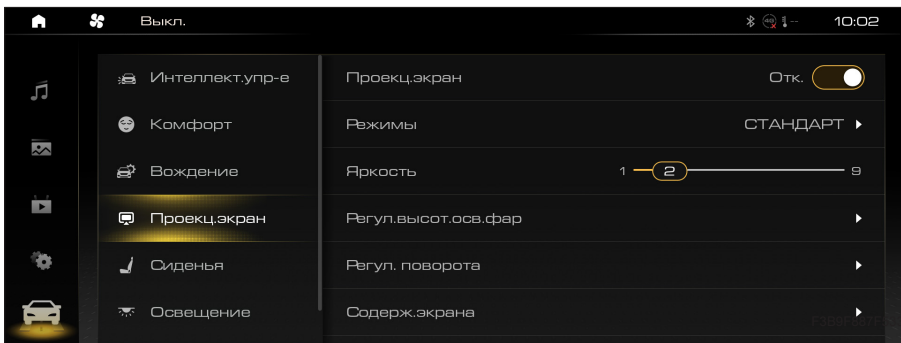 Выкл.
4G
--
10:02
Интеллект.упр-е
Проекц.экран
Отк.
Комфорт
Режимы
СТАНДАРТ
Вождение
Яркость
1
2
9
Проекц.экран
Регул.высот.осв.фар
Сиденья
Регул. поворота
Освещение
Содерж.экрана